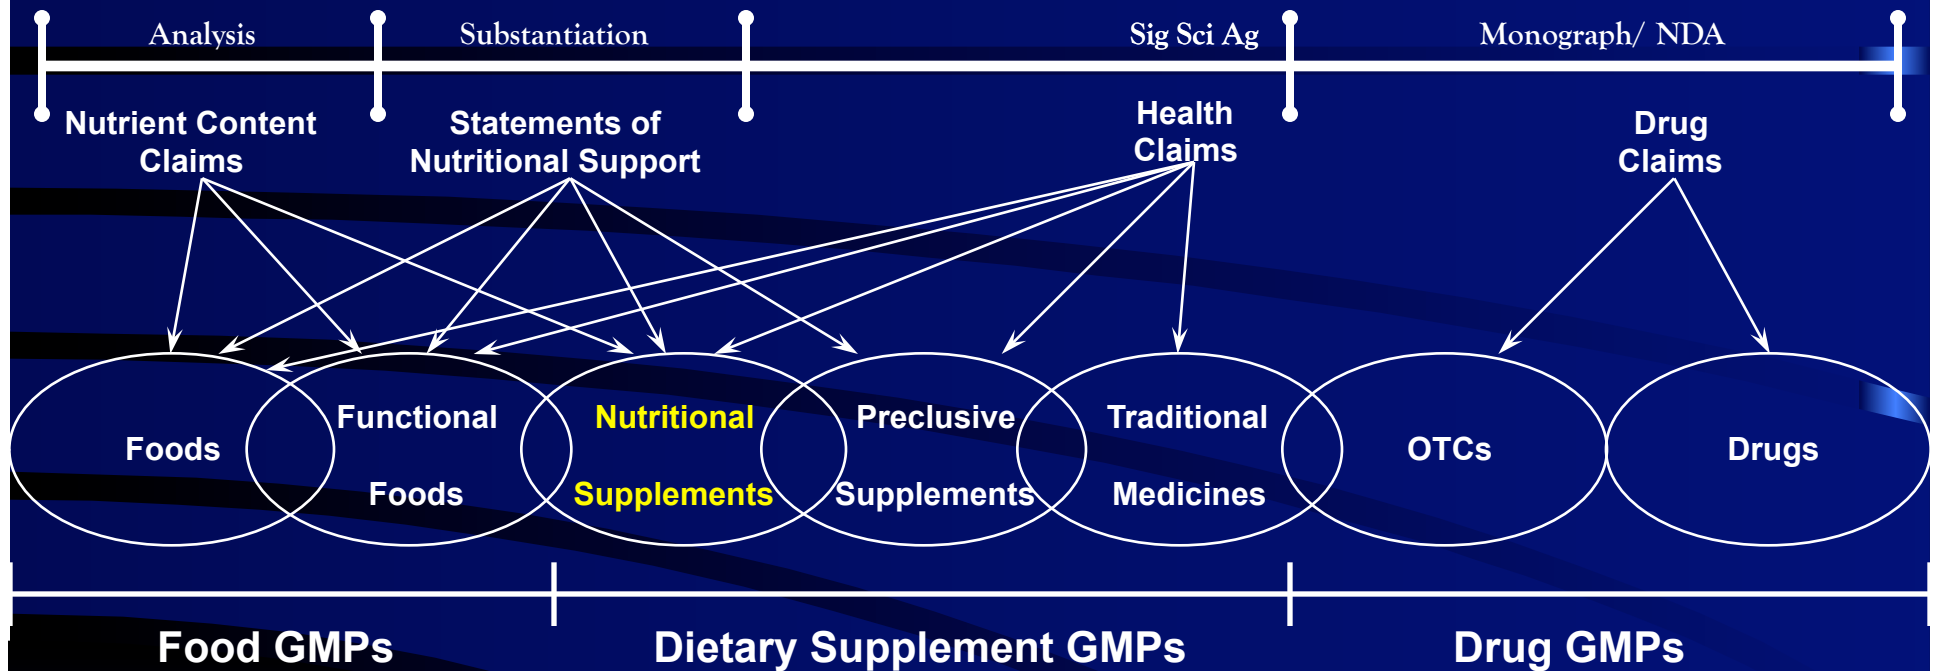 Analysis
Substantiation
Sig Sci Ag
Monograph/ NDA
Nutrient Content
Claims
Statements of
Nutritional Support
Health
Claims
Drug
Claims
Foods
Functional
Foods
Nutritional
Supplements
Preclusive
Supplements
Traditional
Medicines
OTCs
Drugs
Food GMPs
Dietary Supplement GMPs
Drug GMPs